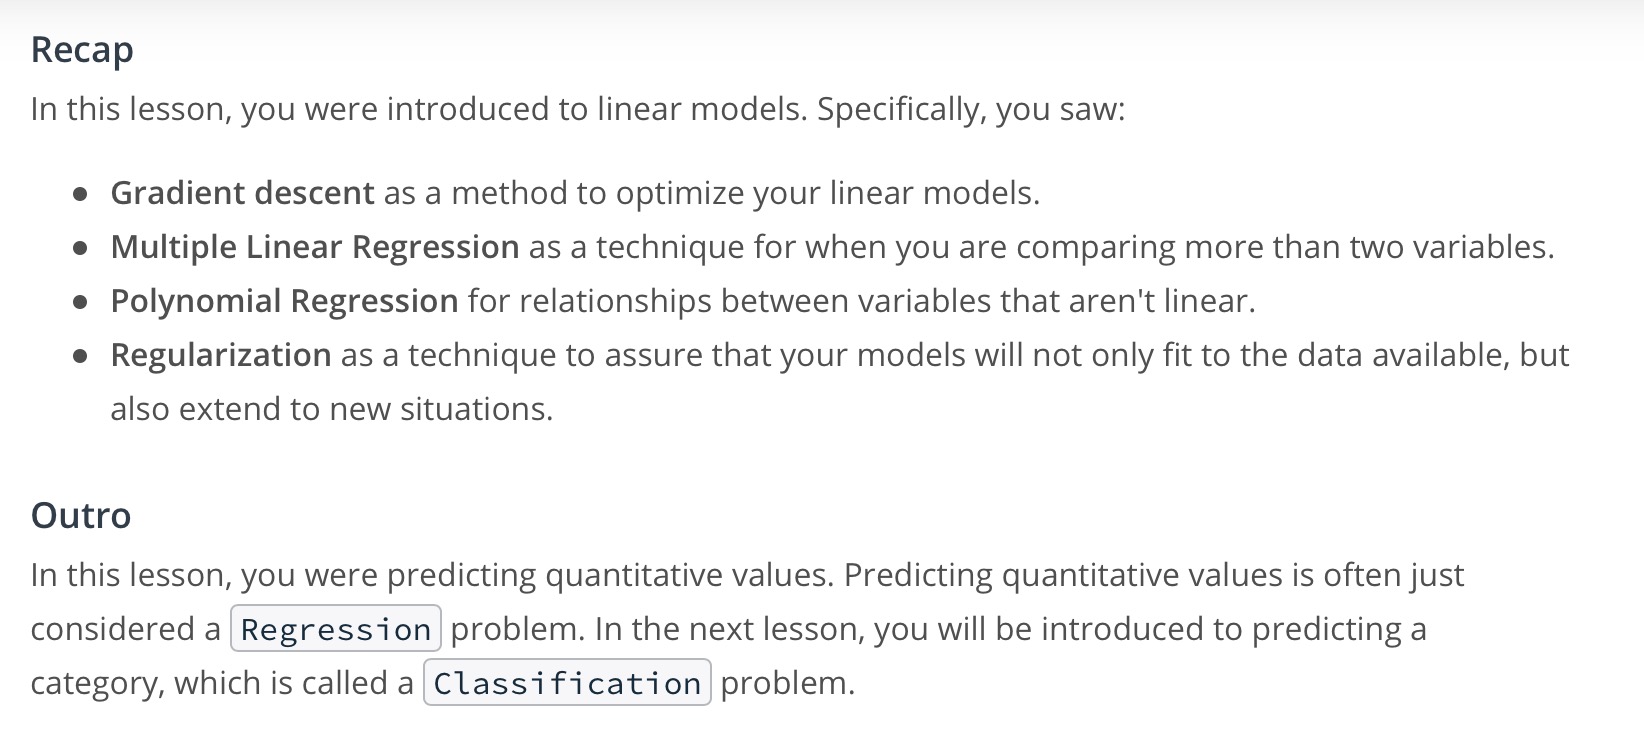 Recap
In this lesson, you were introduced to linear models. Specifically, you saw:
● Gradient descent as a method to optimize your linear models.
● Multiple Linear Regression as a technique for when you are comparing more than two variables.
● Polynomial Regression for relationships between variables that aren't linear.
● Regularization as a technique to assure that your models will not only fit to the data available, but
also extend to new situations.
Outro
In this lesson, you were predicting quantitative values. Predicting quantitative values is often just
considered a Regression problem. In the next lesson, you will be introduced to predicting a
category, which is called a Classification problem.